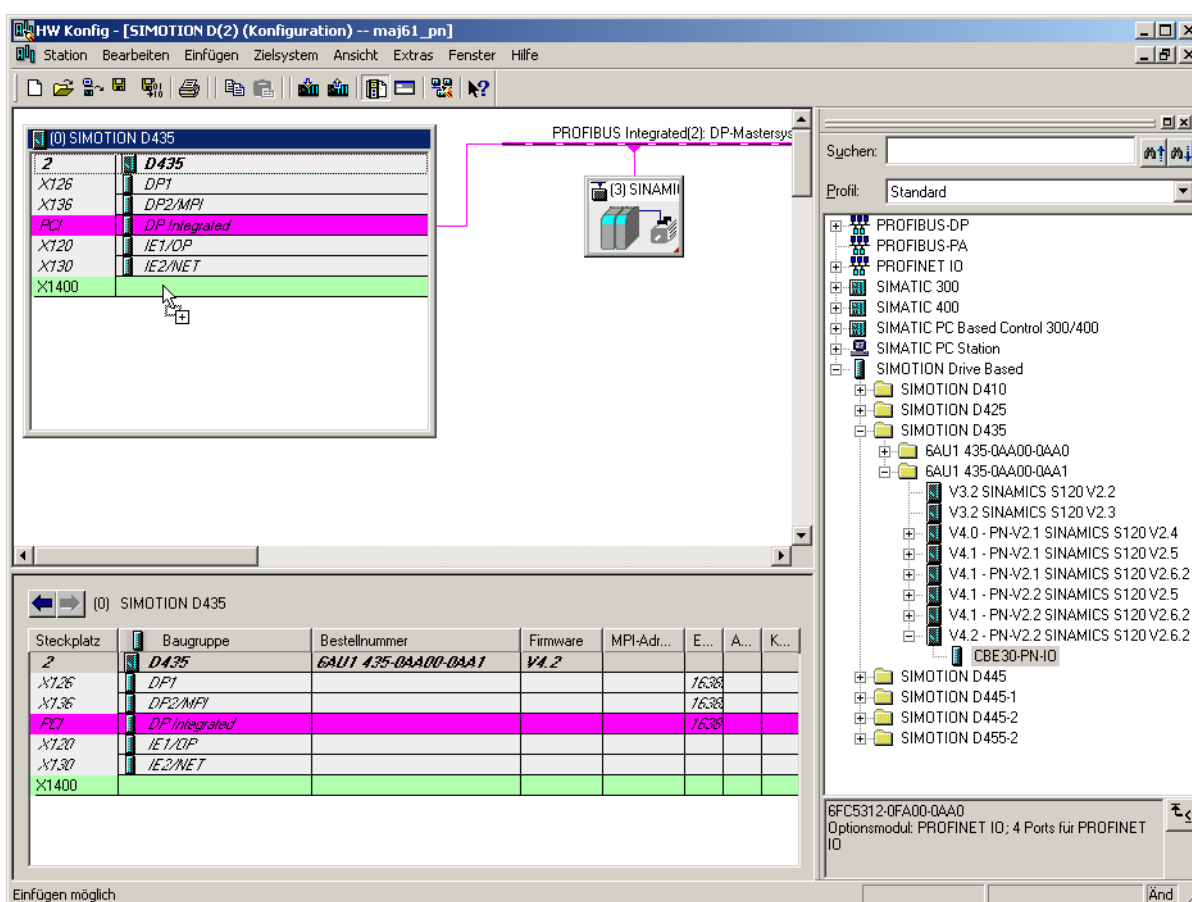 HW Konfig - [SIMOTION D(2) (Konfiguration) -- maj61_pn]
Station Bearbeiten Einfügen Zielsystem Ansicht Extras Fenster Hilfe
(0) SIMOTION D435
2 D435
X126 DP1
X136 DP2/MPI
PCI DP Integrated
X120 IE1/OP
X130 IE2/NET
X1400
PROFIBUS Integrated(2): DP-Mastersys
(3) SINAMI
Suchen:
Profil: Standard
PROFIBUS-DP
PROFIBUS-PA
PROFINET IO
SIMATIC 300
SIMATIC 400
SIMATIC PC Based Control 300/400
SIMATIC PC Station
SIMOTION Drive Based
SIMOTION D410
SIMOTION D425
SIMOTION D435
6AU1 435-0AA00-0AA0
6AU1 435-0AA00-0AA1
V3.2 SINAMICS S120 V2.2
V3.2 SINAMICS S120 V2.3
V4.0 - PN-V2.1 SINAMICS S120 V2.4
V4.1 - PN-V2.1 SINAMICS S120 V2.5
V4.1 - PN-V2.1 SINAMICS S120 V2.6.2
V4.1 - PN-V2.2 SINAMICS S120 V2.5
V4.1 - PN-V2.2 SINAMICS S120 V2.6.2
V4.2 - PN-V2.2 SINAMICS S120 V2.6.2
CBE30-PN-IO
SIMOTION D445
SIMOTION D445-1
SIMOTION D445-2
SIMOTION D455-2
(0) SIMOTION D435
Steckplatz Baugruppe Bestellnummer Firmware MPI-Adr... E... A... K...
2 D435 6AU1 435-0AA00-0AA1 V4.2
X126 DP1 1638
X136 DP2/MPI 1638
PCI DP Integrated 1638
X120 IE1/OP
X130 IE2/NET
X1400
6FC5312-0FA00-0AA0
Optionsmodul: PROFINET IO; 4 Ports für PROFINET
IO
Einfügen möglich Änd